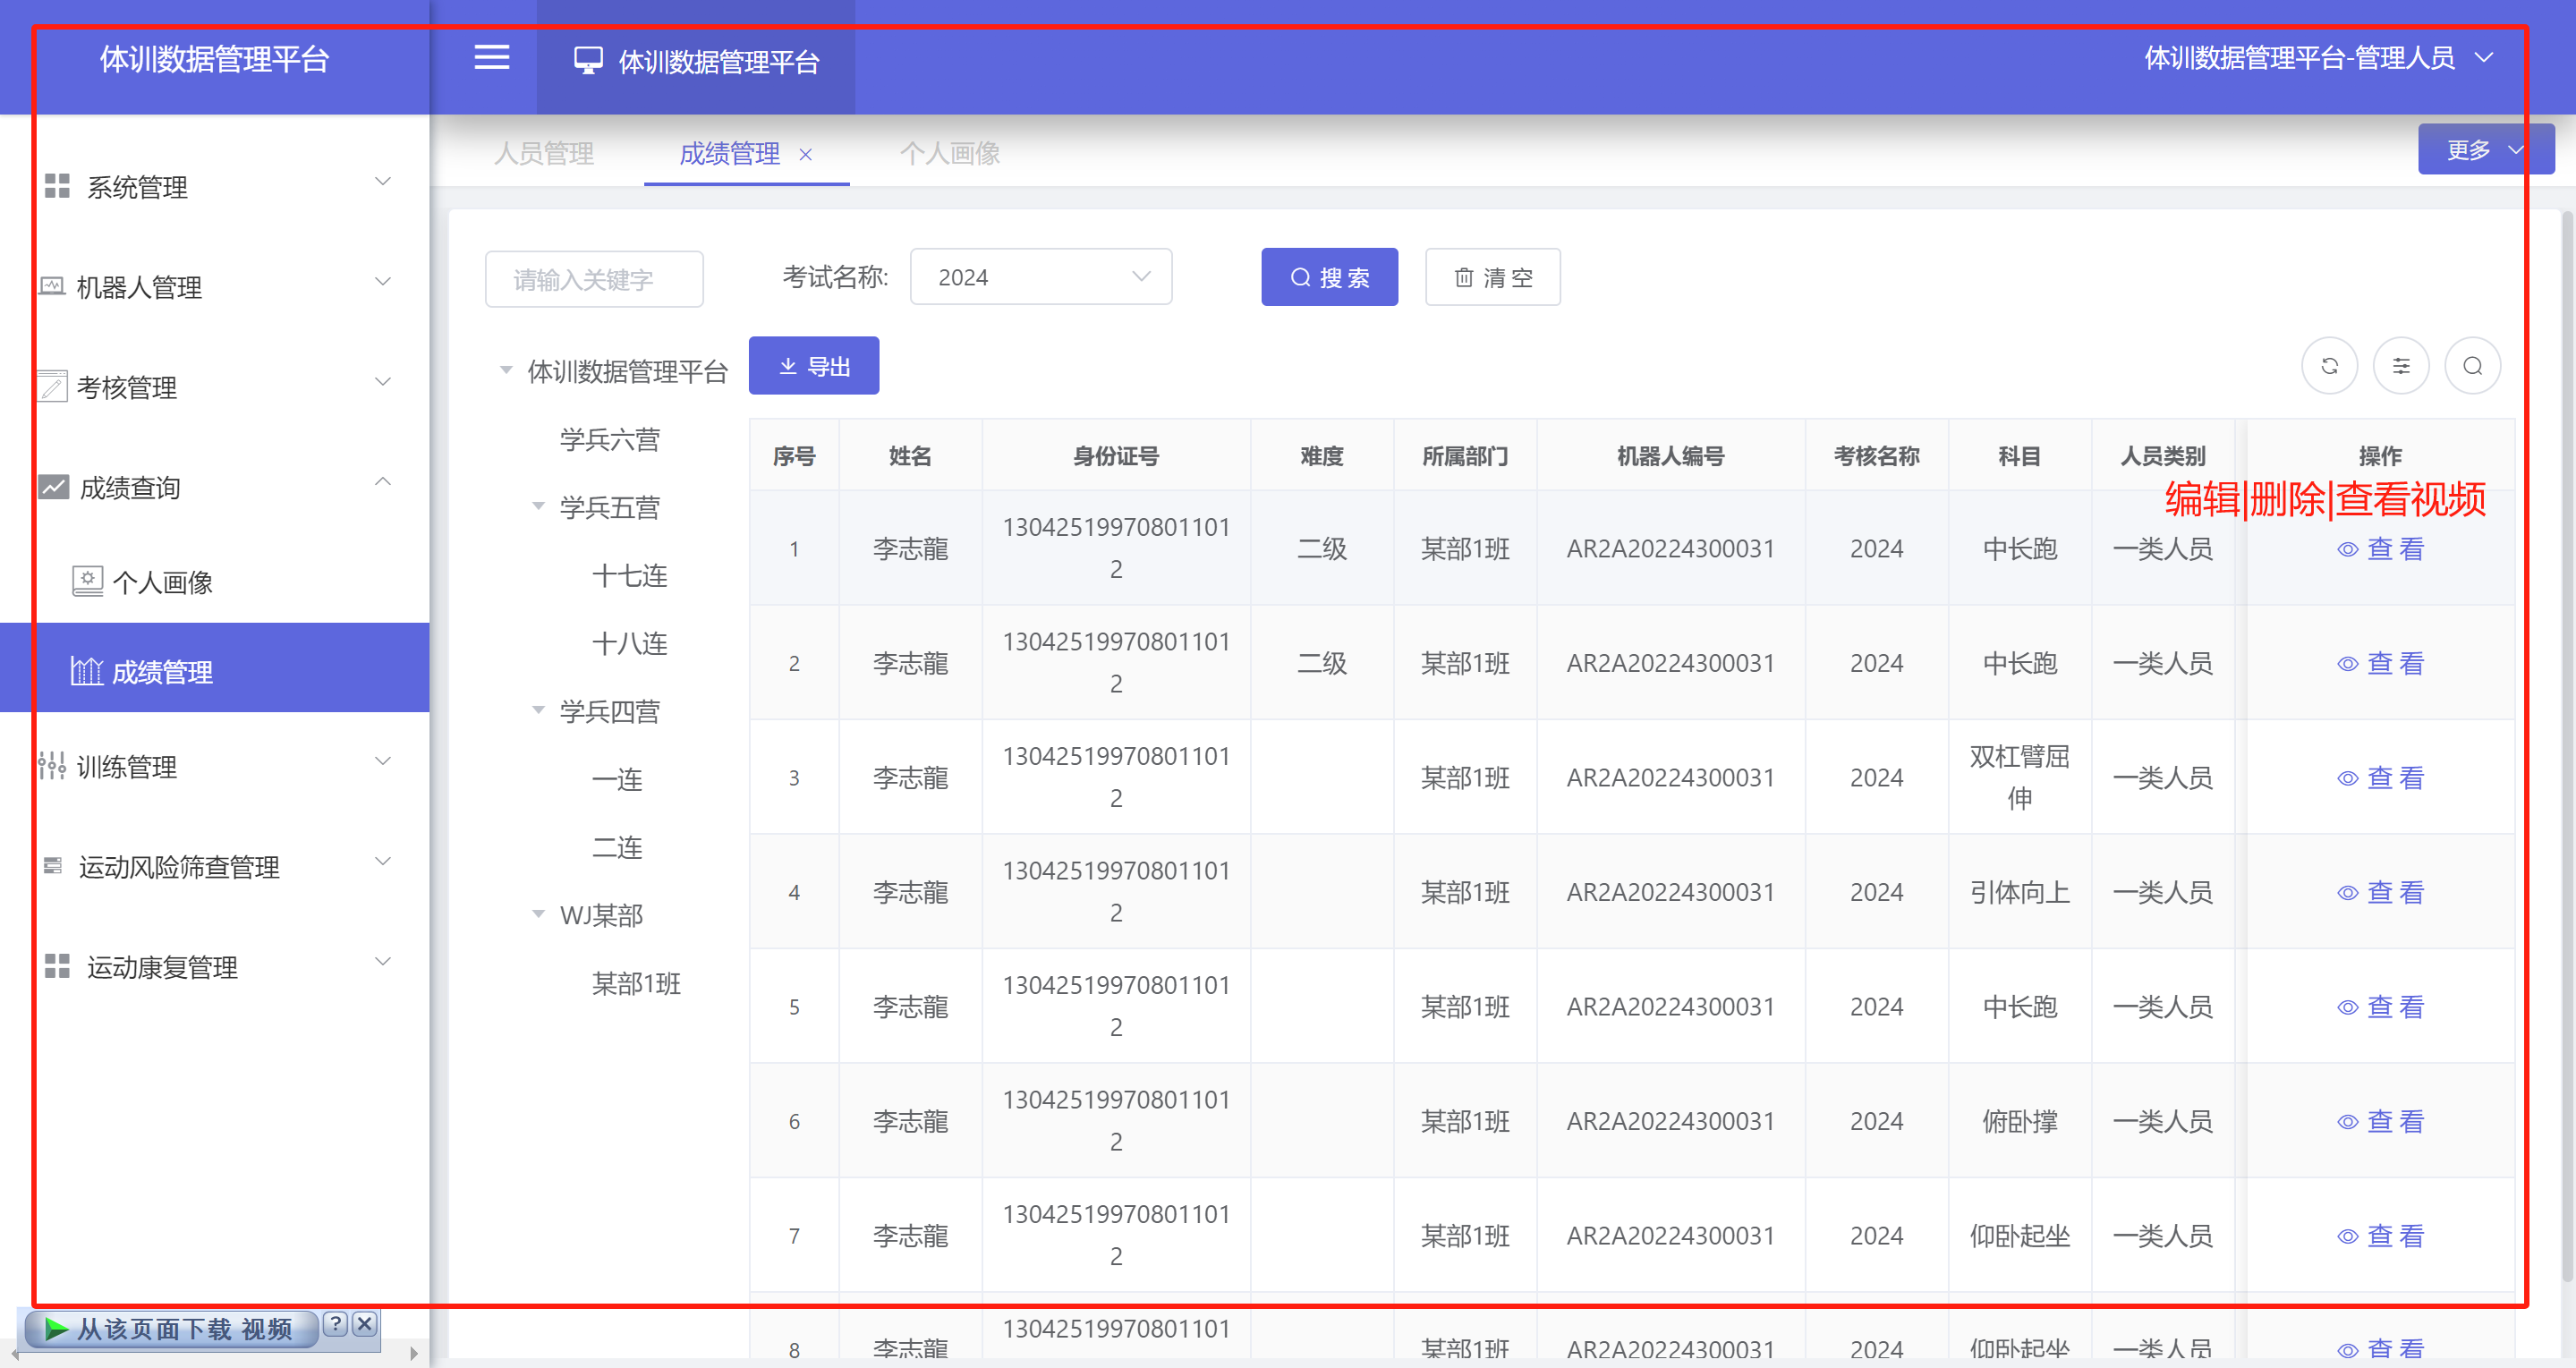 体训数据管理平台
体训数据管理平台
体训数据管理平台-管理人员
人员管理
成绩管理 ×
个人画像
更多
系统管理
机器人管理
考核管理
成绩查询
个人画像
成绩管理
训练管理
运动风险筛查管理
运动康复管理
请输入关键字
考试名称:
2024
搜 索
清 空
体训数据管理平台
学兵六营
学兵五营
十七连
十八连
学兵四营
一连
二连
WJ某部
某部1班
导出
序号 姓名 身份证号 难度 所属部门 机器人编号 考核名称 科目 人员类别 操作
编辑|删除|查看视频
1 李志龍 130425199708011012 二级 某部1班 AR2A20224300031 2024 中长跑 一类人员 查 看
2 李志龍 130425199708011012 二级 某部1班 AR2A20224300031 2024 中长跑 一类人员 查 看
3 李志龍 130425199708011012 某部1班 AR2A20224300031 2024 双杠臂屈伸 一类人员 查 看
4 李志龍 130425199708011012 某部1班 AR2A20224300031 2024 引体向上 一类人员 查 看
5 李志龍 130425199708011012 某部1班 AR2A20224300031 2024 中长跑 一类人员 查 看
6 李志龍 130425199708011012 某部1班 AR2A20224300031 2024 俯卧撑 一类人员 查 看
7 李志龍 130425199708011012 某部1班 AR2A20224300031 2024 仰卧起坐 一类人员 查 看
8 李志龍 13042519970801101 某部1班 AR2A20224300031 2024 仰卧起坐 一类人员 查 看
从该页面下载 视频 ? X